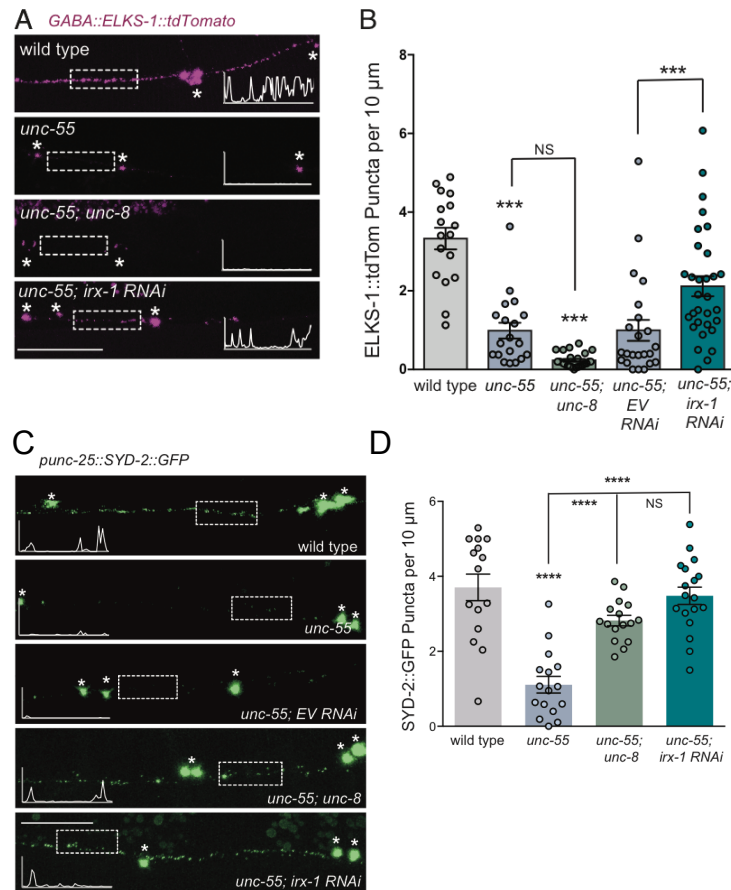 A
GABA::ELKS-1::tdTomato
wild type
*
*
unc-55
*
*
*
unc-55; unc-8
*
*
unc-55; irx-1 RNAi
*
*
*
B
ELKS-1::tdTom Puncta per 10 µm
8
6
4
2
0
***
NS
***
***
wild type
unc-55
unc-55;
unc-8
unc-55;
EV
RNAi
unc-55;
irx-1
RNAi
C
punc-25::SYD-2::GFP
*
*
*
wild type
*
*
*
unc-55
*
*
*
unc-55; EV RNAi
*
*
*
*
unc-55; unc-8
*
*
*
unc-55; irx-1 RNAi
D
SYD-2::GFP Puncta per 10 µm
6
4
2
0
****
****
NS
****
wild type
unc-55
unc-55;
unc-8
unc-55;
irx-1 RNAi